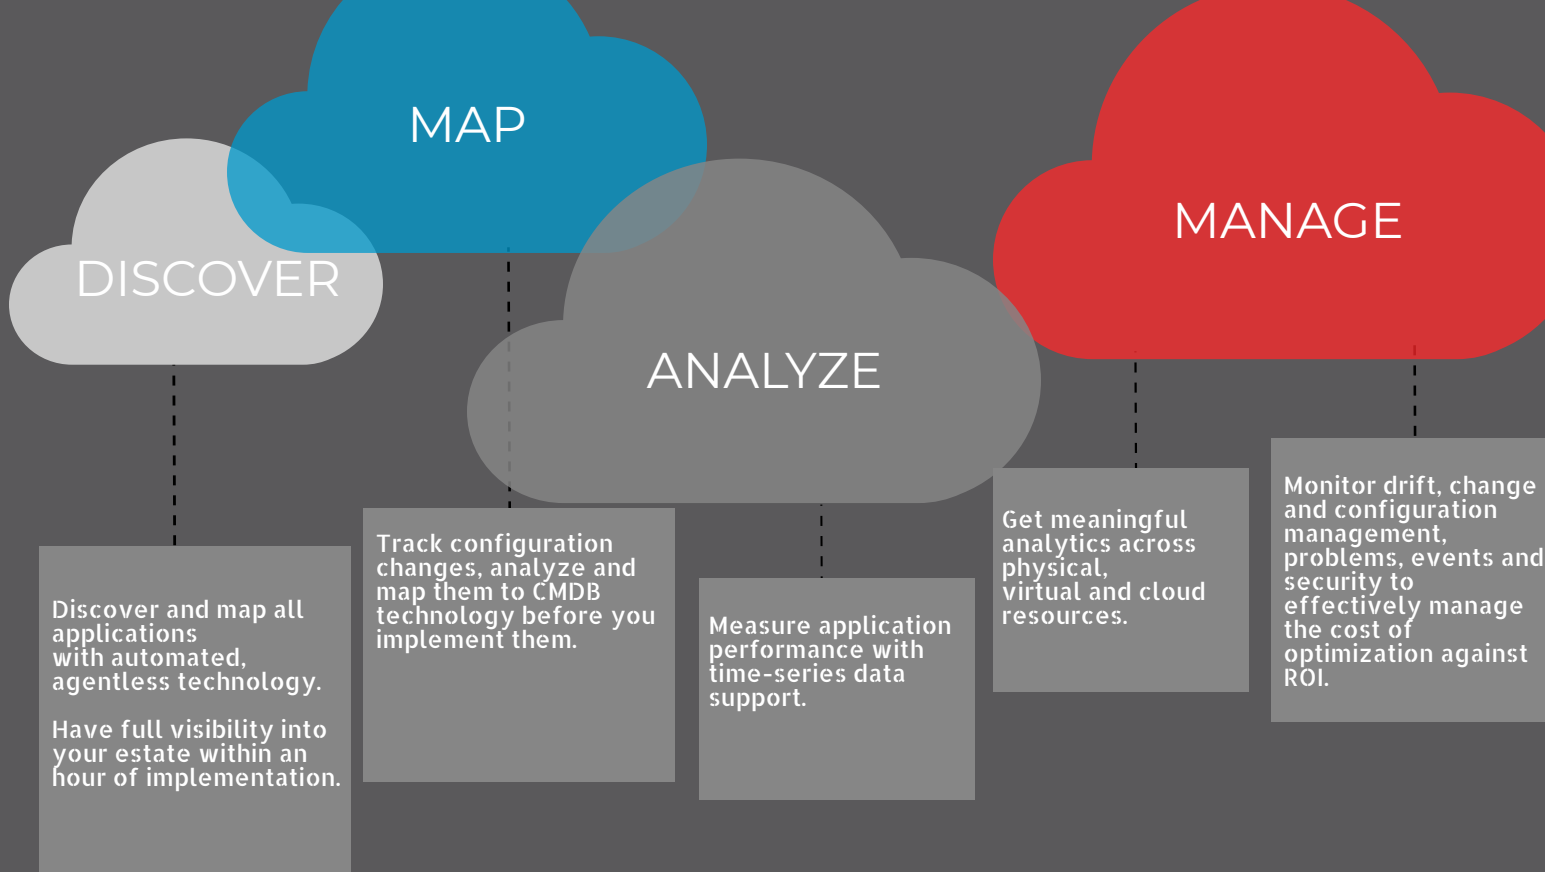 MAP
DISCOVER
ANALYZE
MANAGE
Discover and map all
applications
with automated,
agentless technology.
Have full visibility into
your estate within an
hour of implementation.
Track configuration
changes, analyze and
map them to CMDB
technology before you
implement them.
Measure application
performance with
time-series data
support.
Get meaningful
analytics across
physical,
virtual and cloud
resources.
Monitor drift, change
and configuration
management,
problems, events and
security to
effectively manage
the cost of
optimization against
ROI.